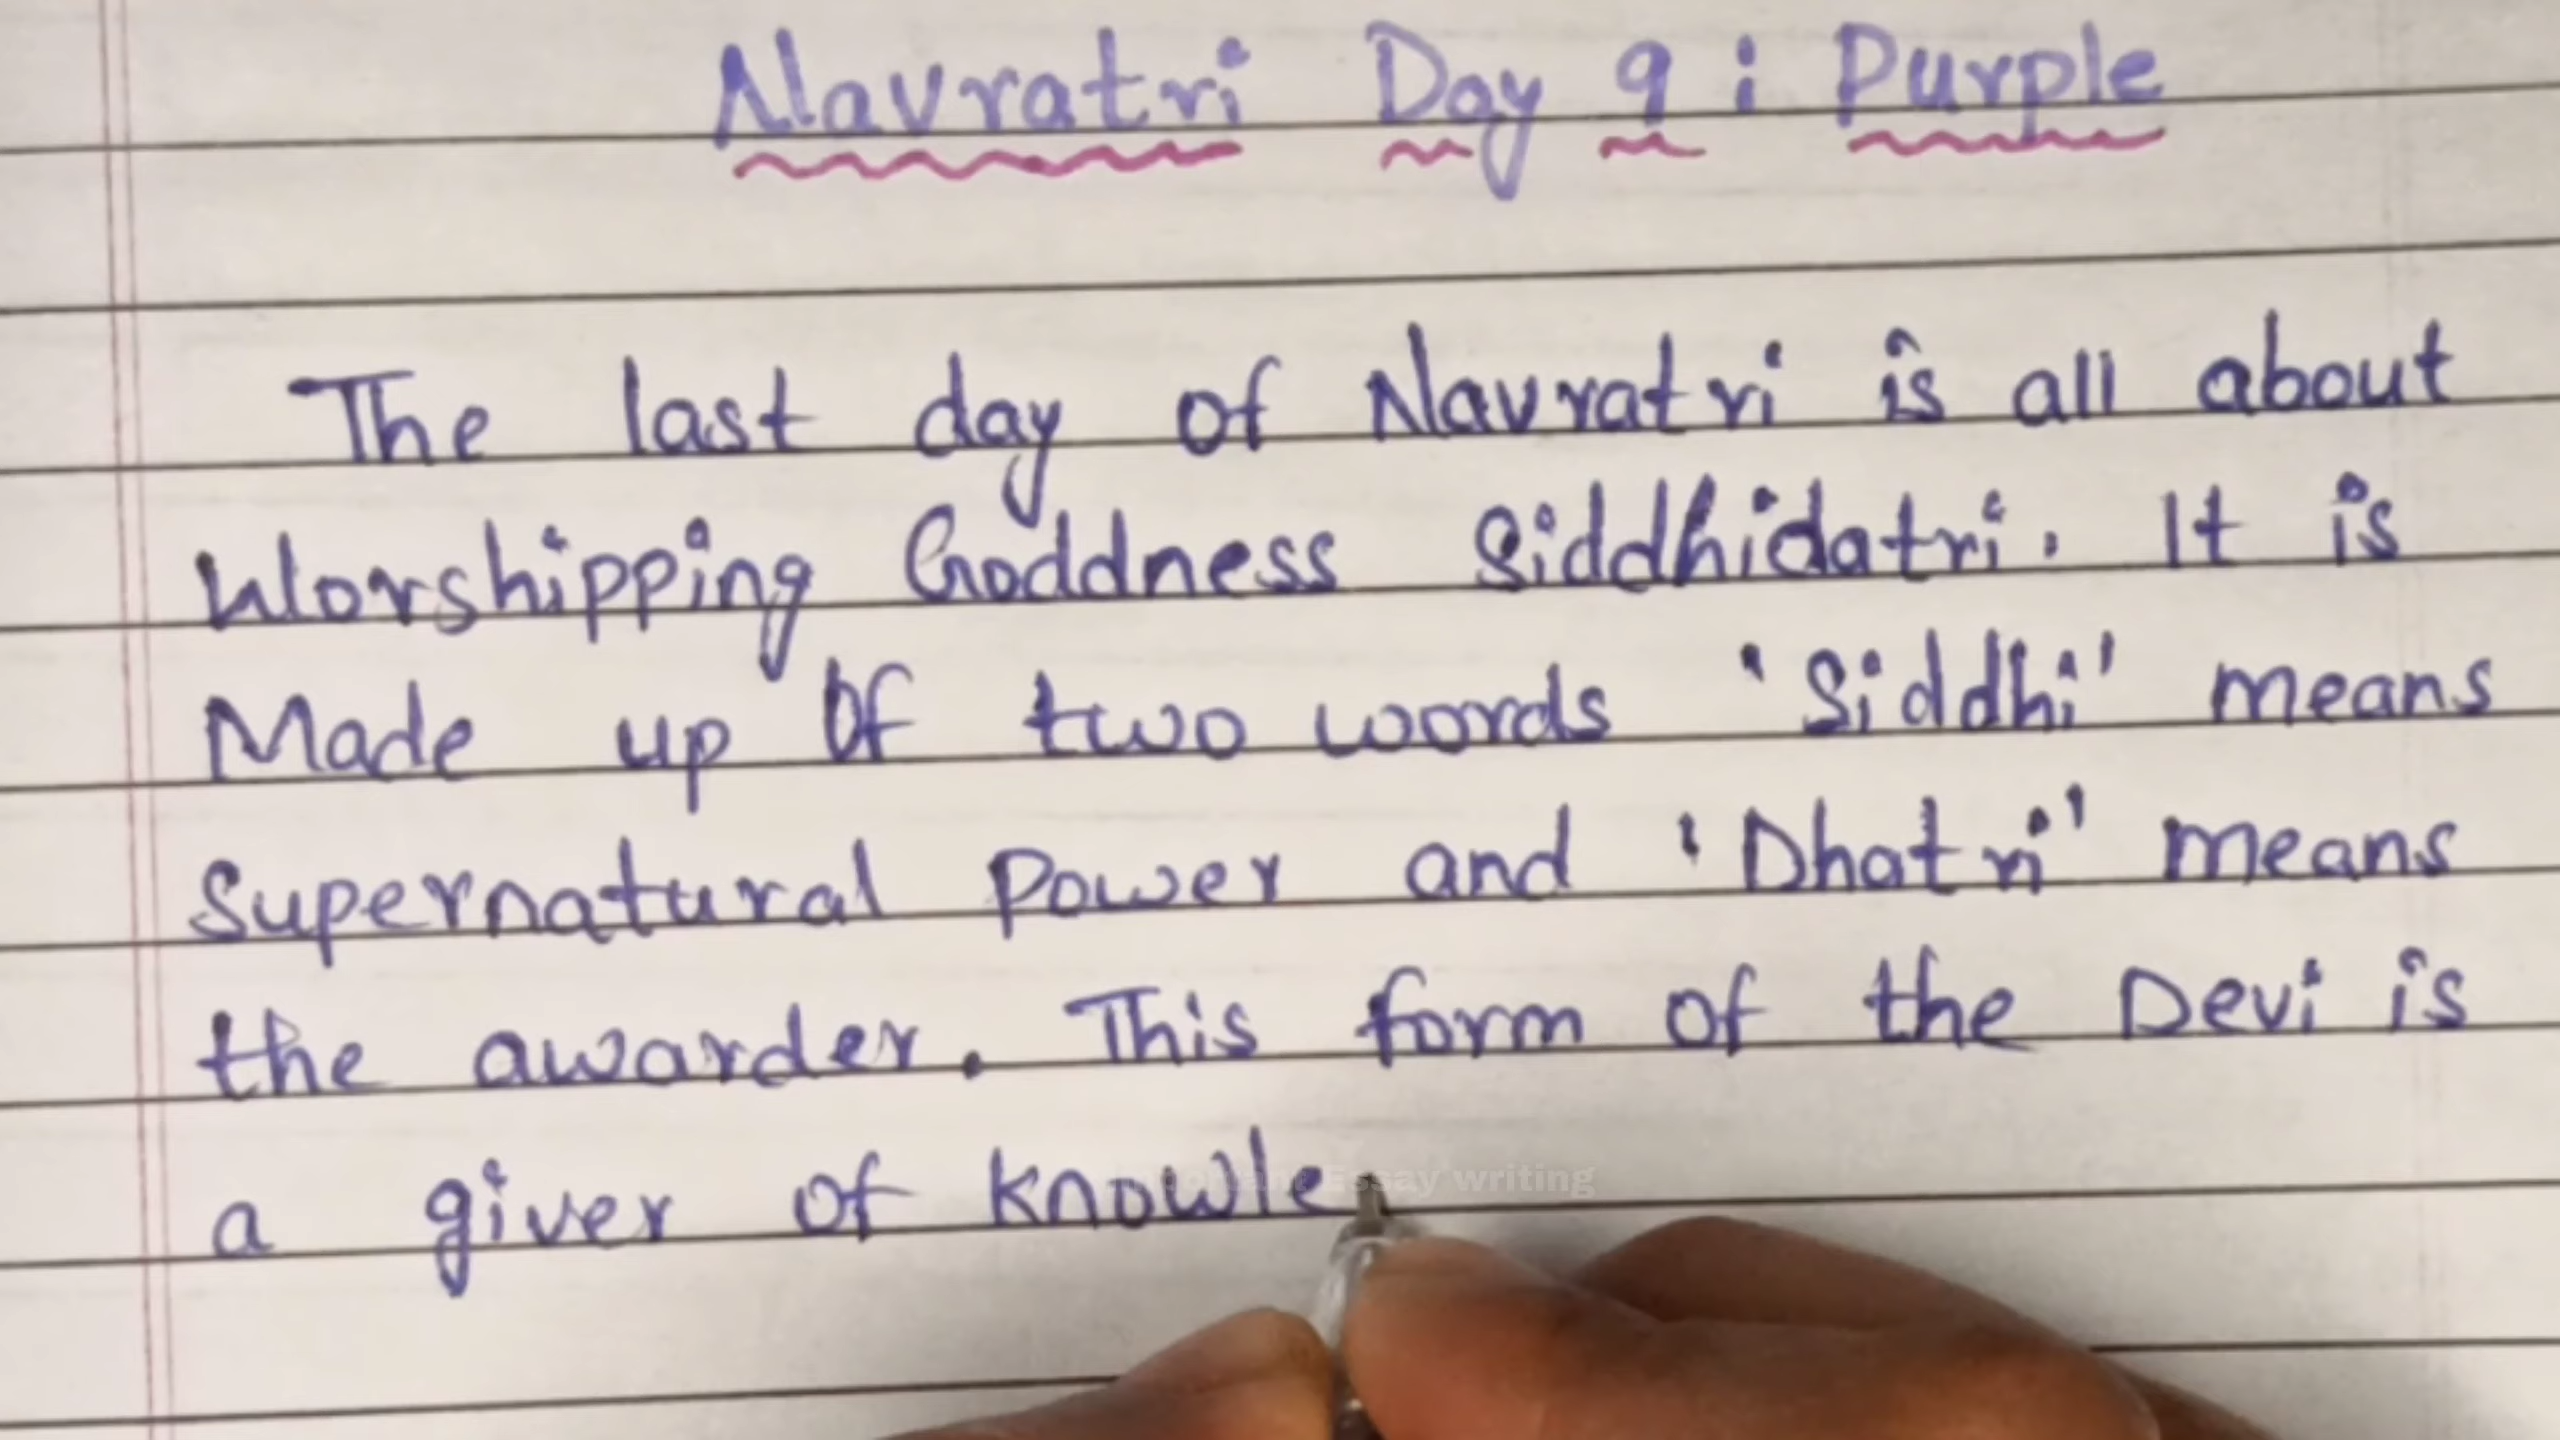 Navratri Day 9 : Purple
The last day of Navratri is all about
Worshipping Goddness Siddhidatri. It is
Made up Of two words 'Siddhi' means
Supernatural Power and 'Dhatri' means
the awarder. This form of the Devi is
a giver of knowle
Essay writing